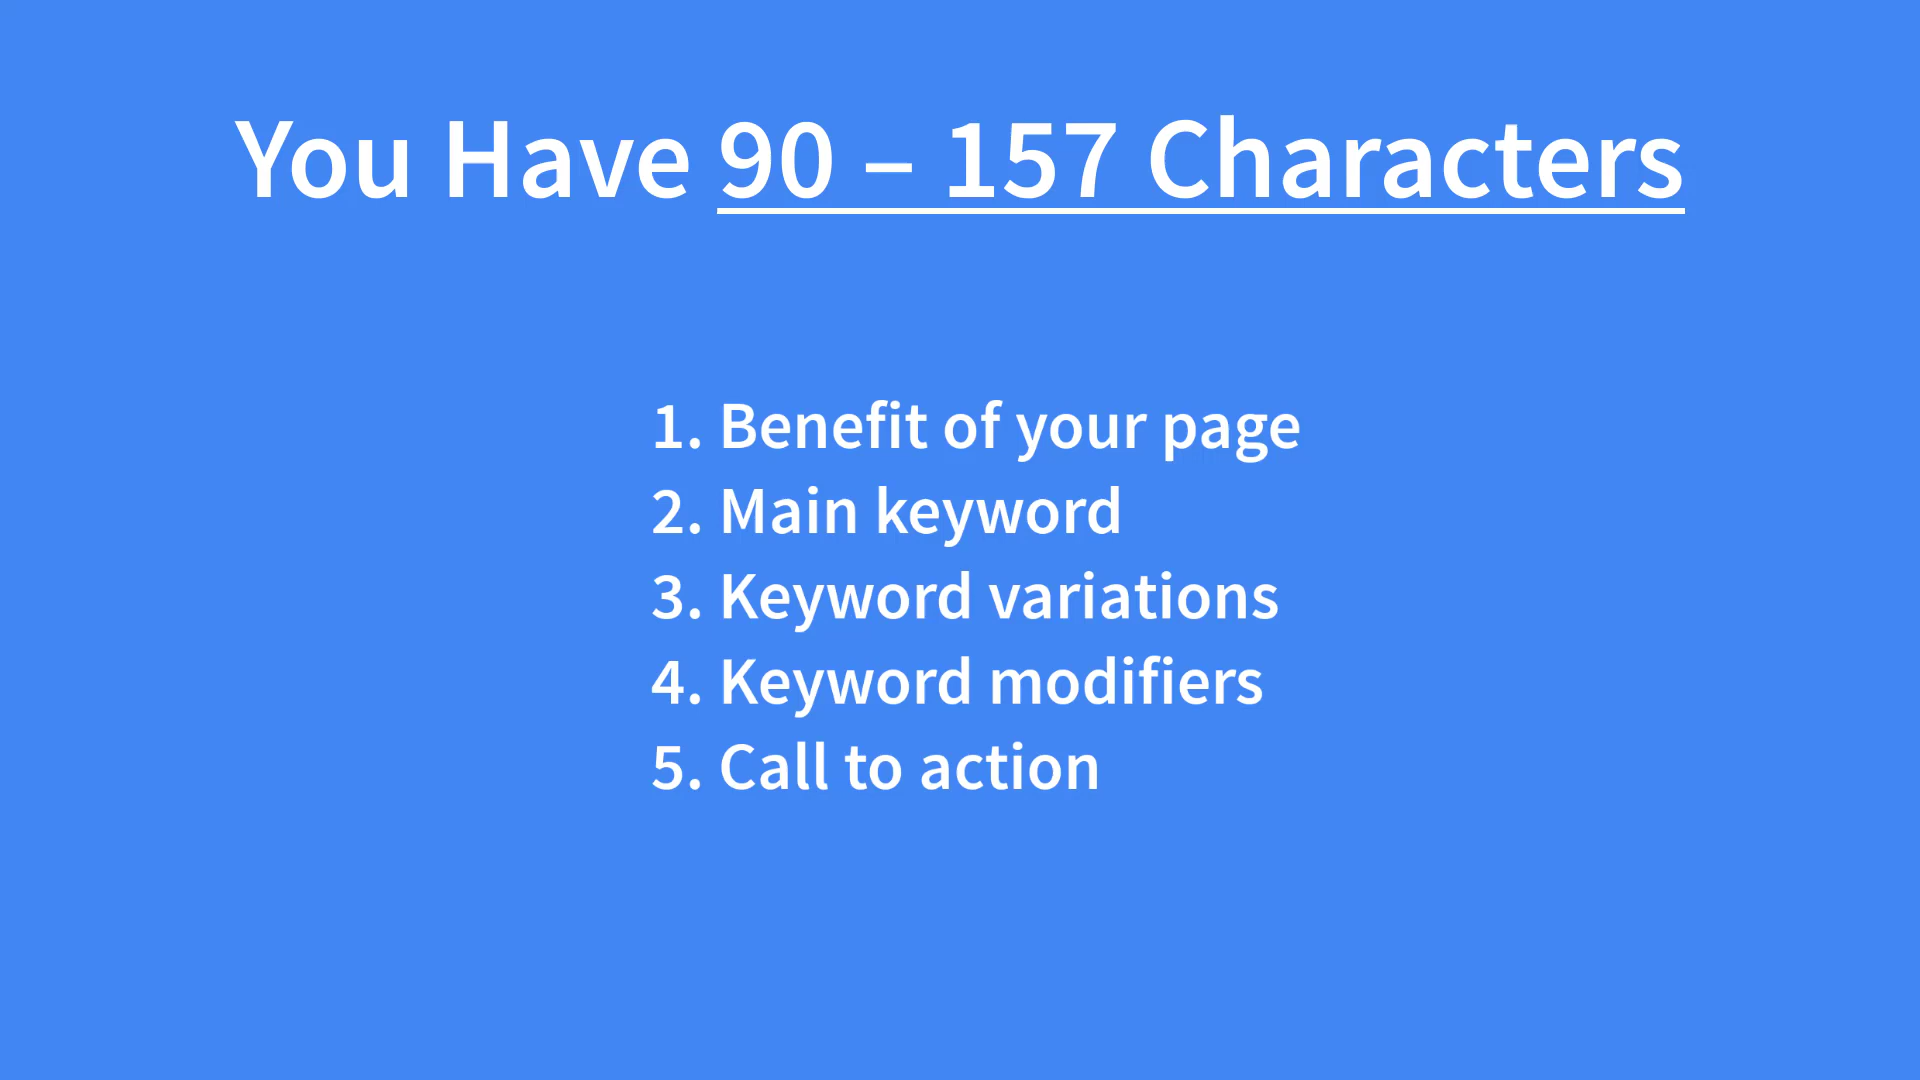 You Have 90 – 157 Characters
1. Benefit of your page
2. Main keyword
3. Keyword variations
4. Keyword modifiers
5. Call to action